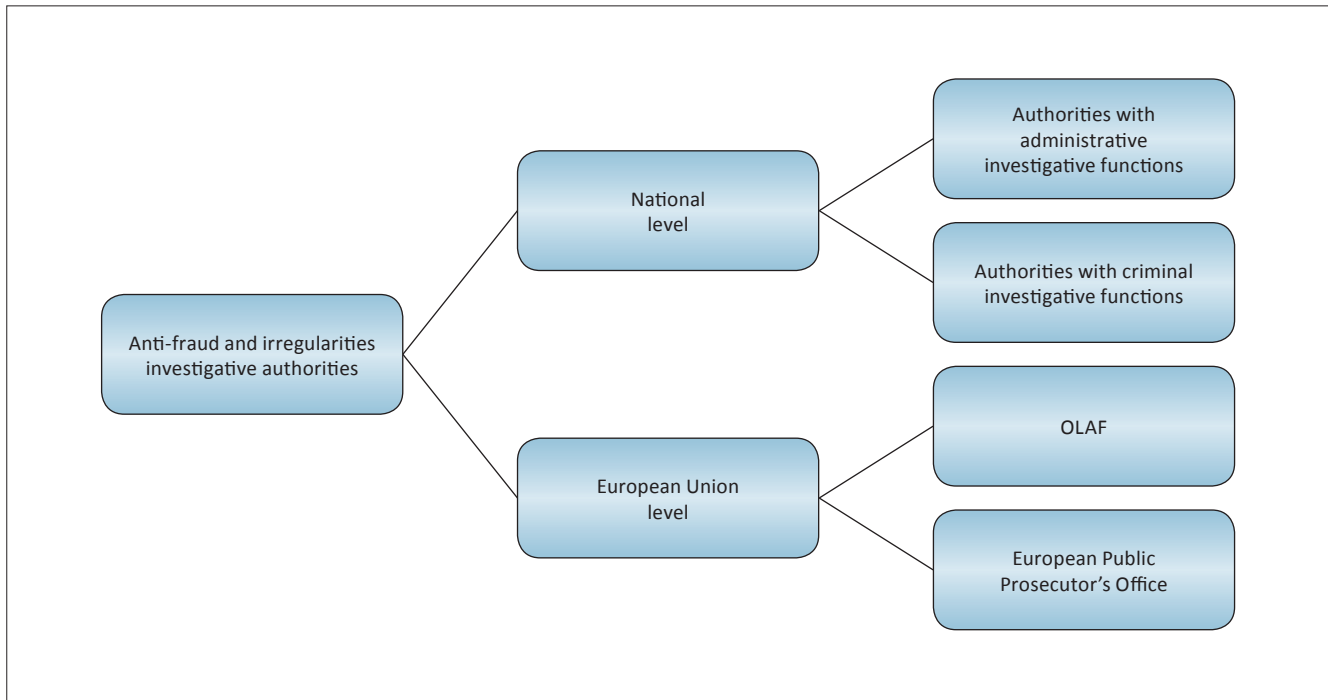 Anti-fraud and irregularities
investigative authorities
National
level
Authorities with
administrative
investigative functions
Authorities with criminal
investigative functions
European Union
level
OLAF
European Public
Prosecutor’s Office